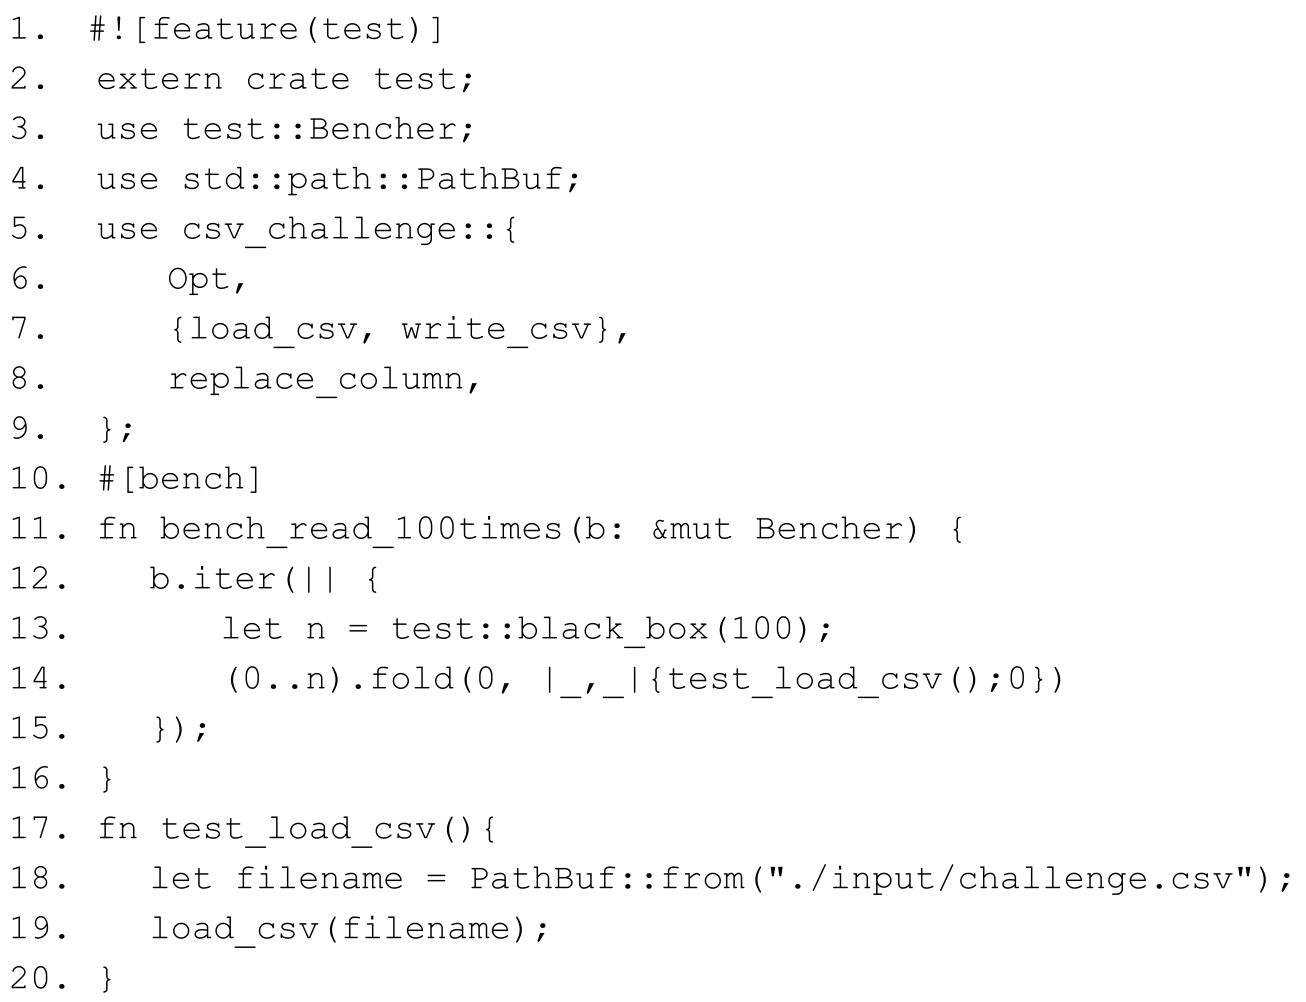 1. #![feature(test)]
2. extern crate test;
3. use test::Bencher;
4. use std::path::PathBuf;
5. use csv_challenge::{
6.     Opt,
7.     {load_csv, write_csv},
8.     replace_column,
9. };
10. #[bench]
11. fn bench_read_100times(b: &mut Bencher) {
12.    b.iter(|| {
13.        let n = test::black_box(100);
14.        (0..n).fold(0, |_,_|{test_load_csv();0})
15.    });
16. }
17. fn test_load_csv(){
18.    let filename = PathBuf::from("./input/challenge.csv");
19.    load_csv(filename);
20. }